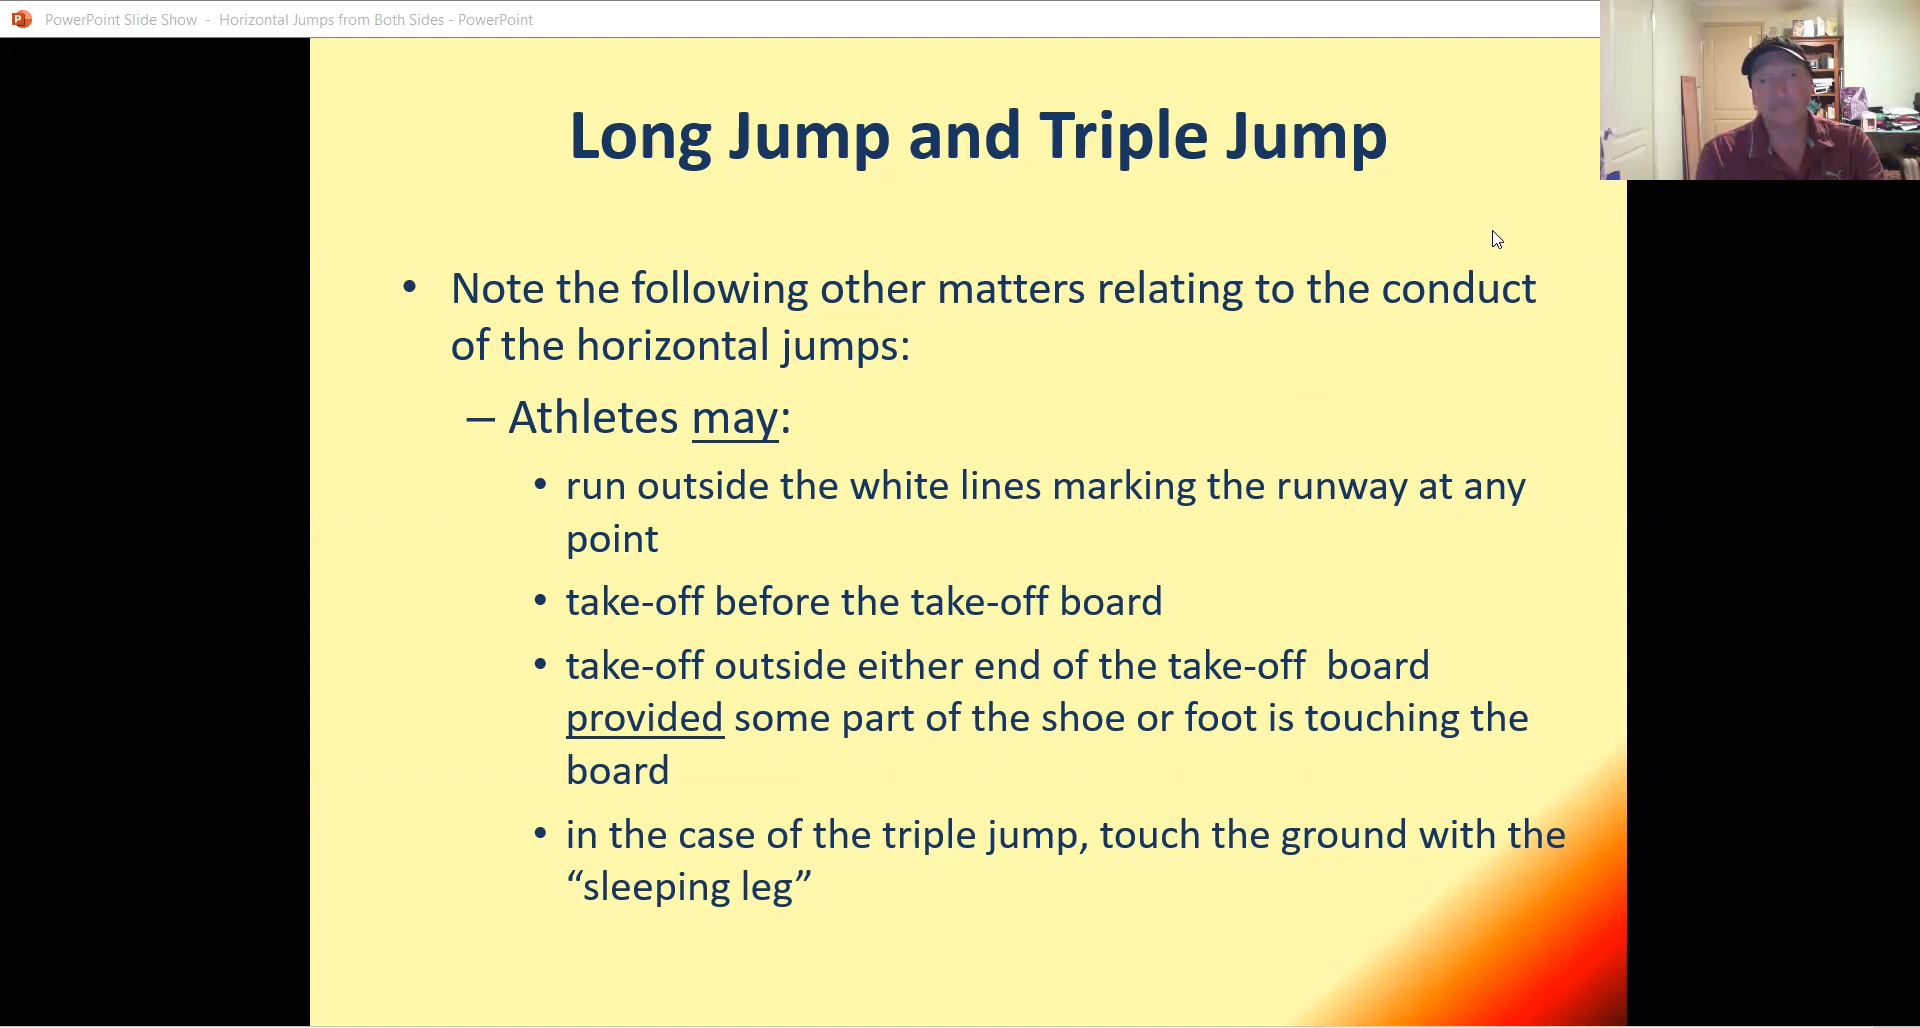 PowerPoint Slide Show - Horizontal Jumps from Both Sides - PowerPoint
Long Jump and Triple Jump
• Note the following other matters relating to the conduct
of the horizontal jumps:
– Athletes may:
• run outside the white lines marking the runway at any
point
• take-off before the take-off board
• take-off outside either end of the take-off board
provided some part of the shoe or foot is touching the
board
• in the case of the triple jump, touch the ground with the
“sleeping leg”